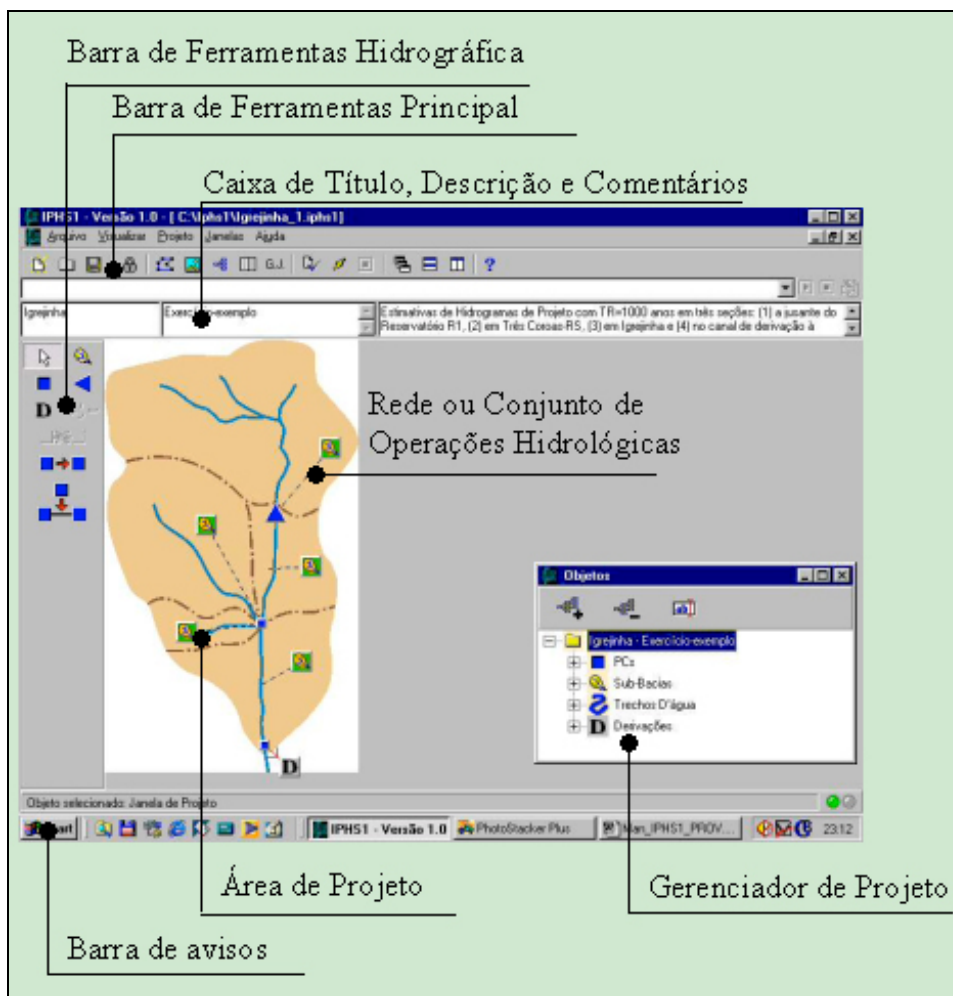 Barra de Ferramentas Hidrográfica
Barra de Ferramentas Principal
Caixa de Título, Descrição e Comentários
IPHS1 - Versão 1.0 - [ C:\Iphs1\Igrejinha_1.iphs1]
Arquivo Visualizar Projeto Janelas Ajuda
G.J.
?
Igrejinha
Exercício-exemplo
Estimativas de Hidrogramas de Projeto com TR=1000 anos em três seções: (1) a jusante do
Reservatório R1, (2) em Três Coroas-RS, (3) em Igrejinha e (4) no canal de derivação à
D
Rede ou Conjunto de
Operações Hidrológicas
Objetos
Igrejinha - Exercício-exemplo
PCs
Sub-Bacias
Trechos D'água
D Derivações
D
Objeto selecionado: Janela de Projeto
IPHS1 - Versão 1.0
PhotoStacker Plus
Man_IPHS1_PROV....
23:12
Área de Projeto
Gerenciador de Projeto
Barra de avisos